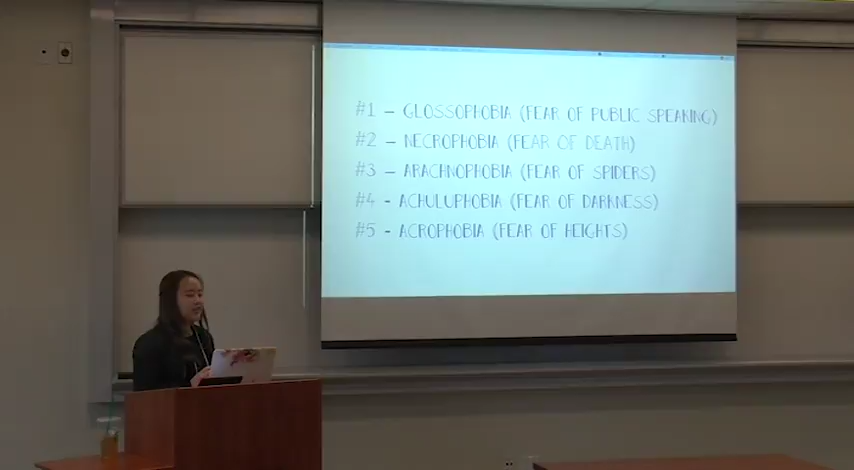 #1 – GLOSSOPHOBIA (FEAR OF PUBLIC SPEAKING)
#2 – NECROPHOBIA (FEAR OF DEATH)
#3 – ARACHNOPHOBIA (FEAR OF SPIDERS)
#4 - ACHULUPHOBIA (FEAR OF DARKNESS)
#5 - ACROPHOBIA (FEAR OF HEIGHTS)